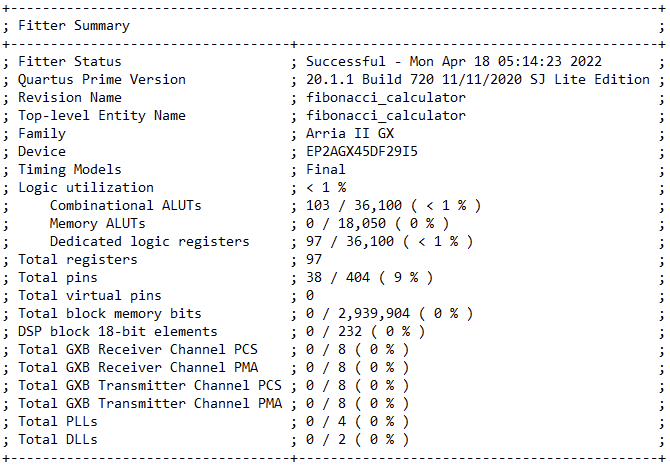 +--------------------------------------------------------------------------------+
; Fitter Summary                                                                 ;
+-----------------------------------+--------------------------------------------+
; Fitter Status                     ; Successful - Mon Apr 18 05:14:23 2022      ;
; Quartus Prime Version             ; 20.1.1 Build 720 11/11/2020 SJ Lite Edition ;
; Revision Name                     ; fibonacci_calculator                       ;
; Top-level Entity Name             ; fibonacci_calculator                       ;
; Family                            ; Arria II GX                                ;
; Device                            ; EP2AGX45DF29I5                             ;
; Timing Models                     ; Final                                      ;
; Logic utilization                 ; < 1 %                                      ;
;     Combinational ALUTs           ; 103 / 36,100 ( < 1 % )                     ;
;     Memory ALUTs                  ; 0 / 18,050 ( 0 % )                         ;
;     Dedicated logic registers     ; 97 / 36,100 ( < 1 % )                      ;
; Total registers                   ; 97                                         ;
; Total pins                        ; 38 / 404 ( 9 % )                           ;
; Total virtual pins                ; 0                                          ;
; Total block memory bits           ; 0 / 2,939,904 ( 0 % )                      ;
; DSP block 18-bit elements         ; 0 / 232 ( 0 % )                            ;
; Total GXB Receiver Channel PCS    ; 0 / 8 ( 0 % )                              ;
; Total GXB Receiver Channel PMA    ; 0 / 8 ( 0 % )                              ;
; Total GXB Transmitter Channel PCS ; 0 / 8 ( 0 % )                              ;
; Total GXB Transmitter Channel PMA ; 0 / 8 ( 0 % )                              ;
; Total PLLs                        ; 0 / 4 ( 0 % )                              ;
; Total DLLs                        ; 0 / 2 ( 0 % )                              ;
+-----------------------------------+--------------------------------------------+